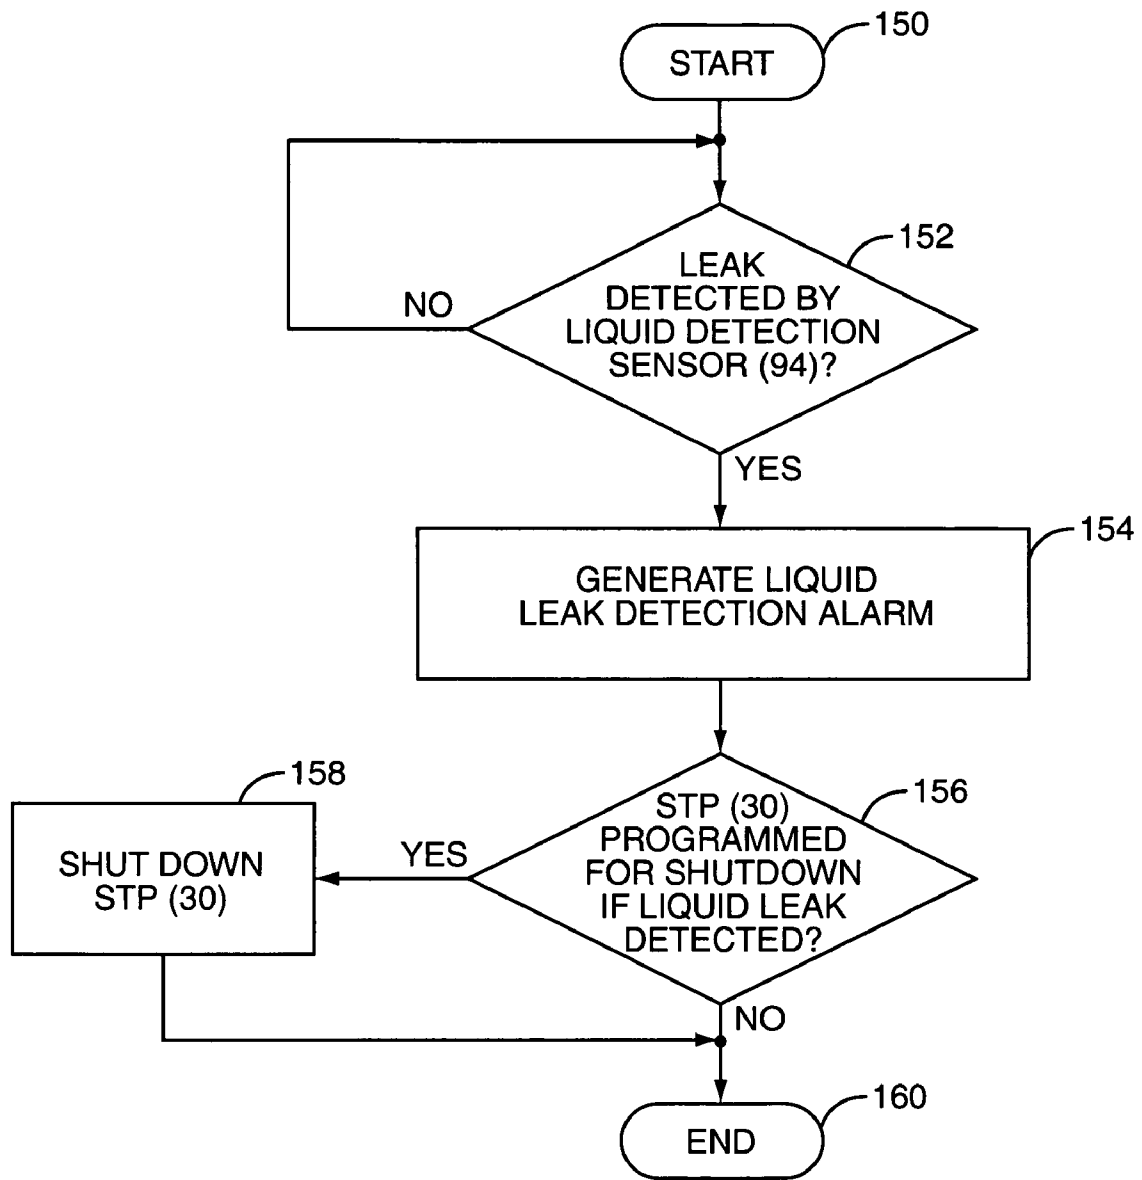 150
START
152
LEAK
DETECTED BY
LIQUID DETECTION
SENSOR (94)?
NO
YES
154
GENERATE LIQUID
LEAK DETECTION ALARM
156
STP (30)
PROGRAMMED
FOR SHUTDOWN
IF LIQUID LEAK
DETECTED?
YES
158
SHUT DOWN
STP (30)
NO
160
END